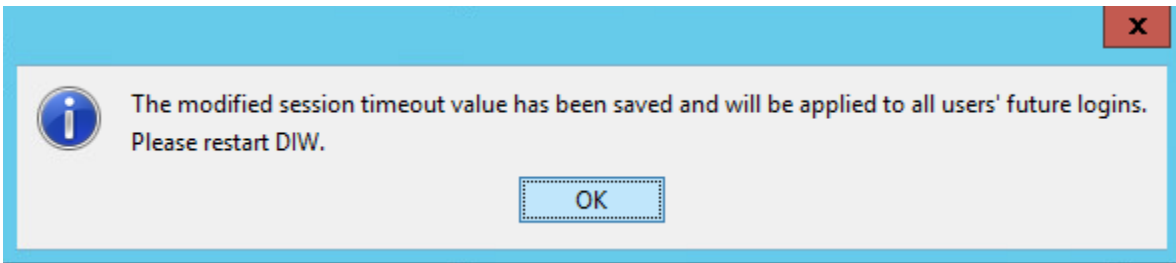 x
The modified session timeout value has been saved and will be applied to all users' future logins.
Please restart DIW.
OK